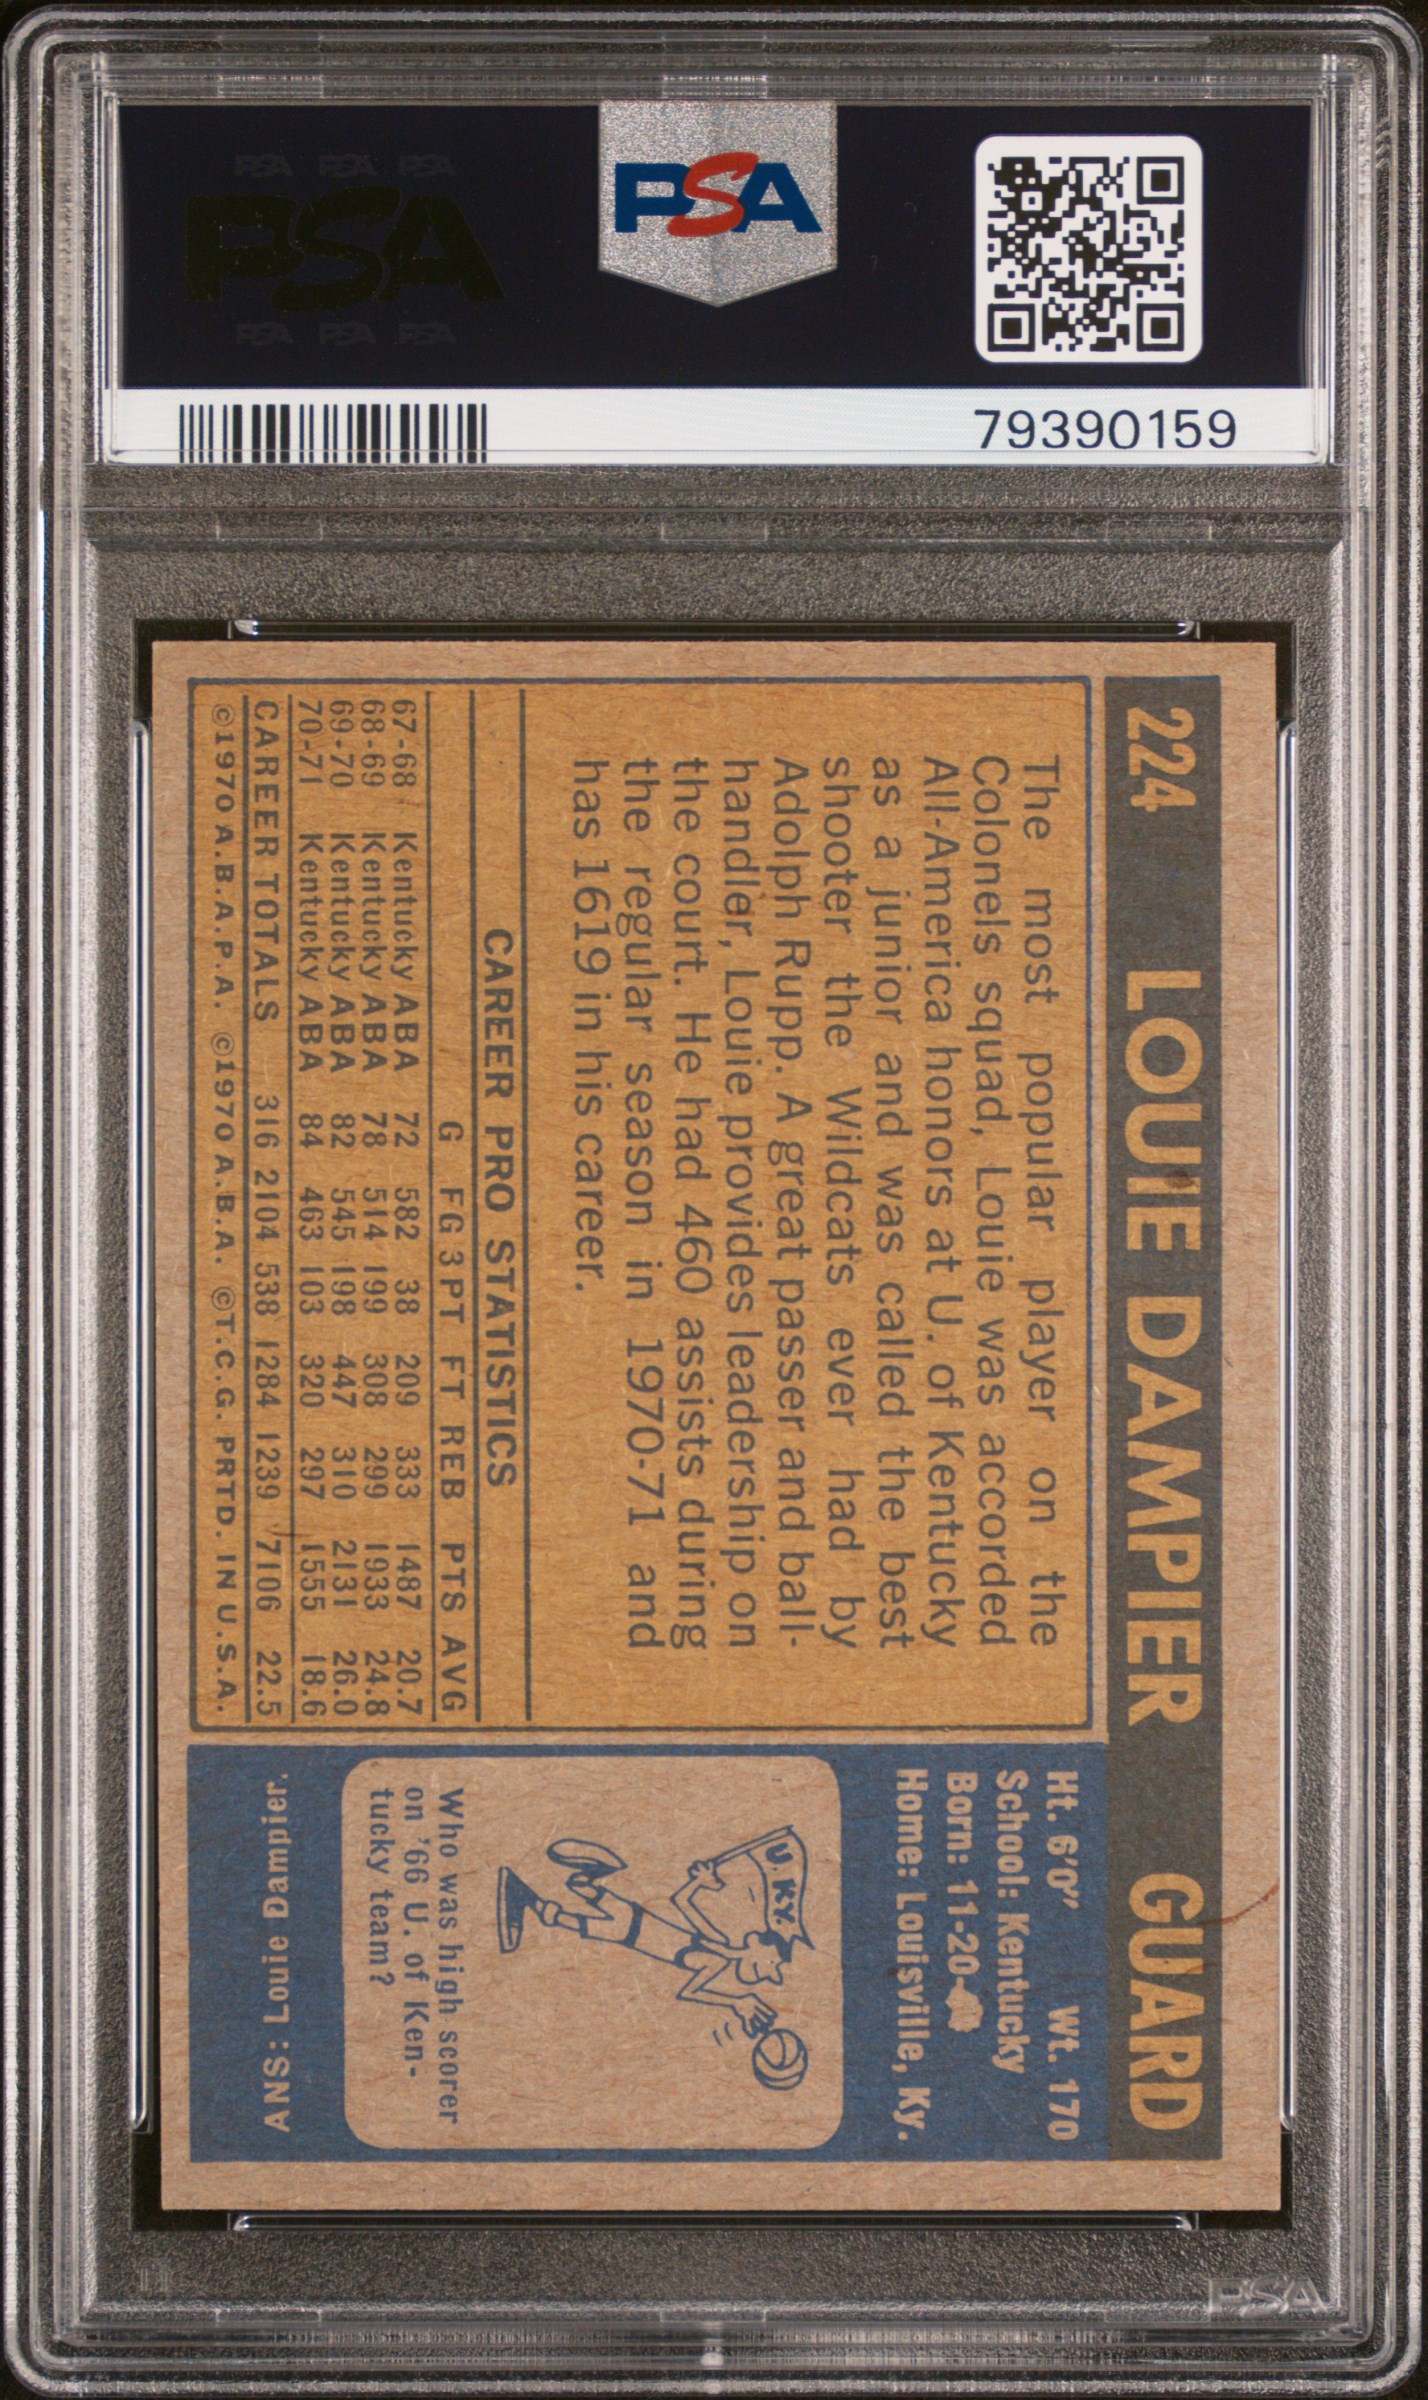 PSA PSA PSA
PSA
PSA PSA PSA
PSA
79390159
224 LOUIE DAMPIER GUARD
The most popular player on the
Colonels squad, Louie was accorded
All-America honors at U. of Kentucky
as a junior and was called the best
shooter the Wildcats ever had by
Adolph Rupp. A great passer and ball-
handler, Louie provides leadership on
the court. He had 460 assists during
the regular season in 1970-71 and
has 1619 in his career.
CAREER PRO STATISTICS
G FG 3PT FT REB PTS AVG
67-68 Kentucky ABA 72 582 38 209 333 1487 20.7
68-69 Kentucky ABA 78 514 199 308 299 1933 24.8
69-70 Kentucky ABA 82 545 198 447 310 2131 26.0
70-71 Kentucky ABA 84 463 103 320 297 1555 18.6
CAREER TOTALS 316 2104 538 1284 1239 7106 22.5
©1970 A.B.A.P.A. ©1970 A.B.A. ©T.C.G. PRTD. IN U.S.A.
Ht. 6'0" Wt. 170
School: Kentucky
Born: 11-20-
Home: Louisville, Ky.
U. KY.
Who was high scorer
on '66 U. of Ken-
tucky team?
ANS: Louie Dampier.
PSA